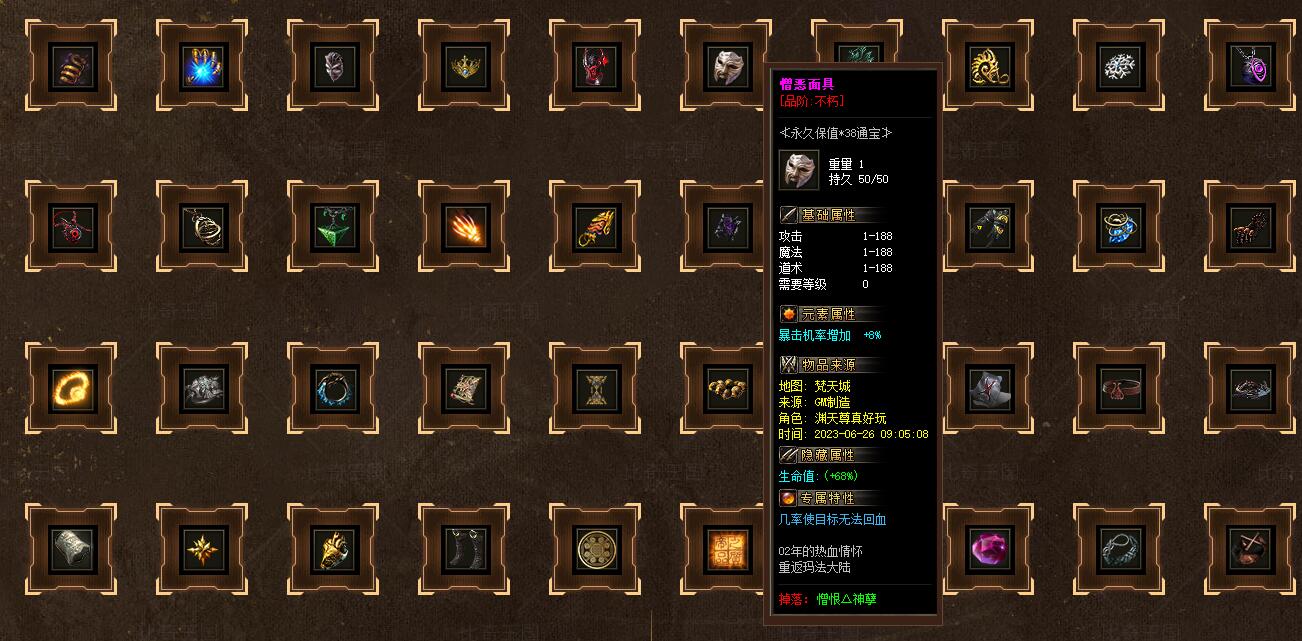 憎恶面具
[品阶:不朽]
≮永久保值*38通宝≯
重量 1
持久 50/50
基础属性
攻击 1-188
魔法 1-188
道术 1-188
需要等级 0
元素属性
暴击机率增加 +8%
物品来源
地图: 梵天城
来源: GM制造
角色: 渊天尊真好玩
时间: 2023-06-26 09:05:08
隐藏属性
生命值:(+68%)
专属特性
几率使目标无法回血
02年的热血情怀
重返玛法大陆
掉落: 憎恨△神孽